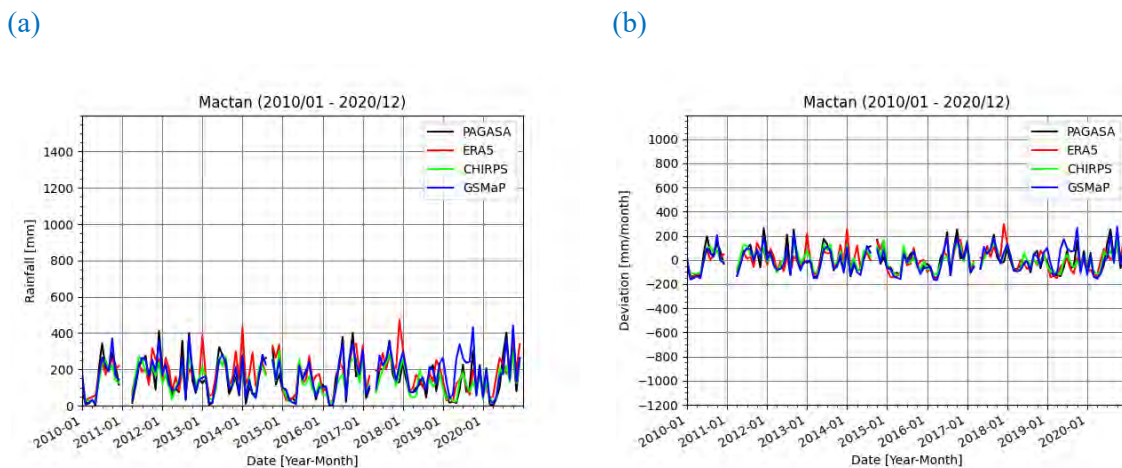 (a)
(b)
Mactan (2010/01 - 2020/12)
PAGASA
ERA5
CHIRPS
GSMaP
Rainfall [mm]
1400
1200
1000
800
600
400
200
0
2010-01
2011-01
2012-01
2013-01
2014-01
2015-01
2016-01
2017-01
2018-01
2019-01
2020-01
Date [Year-Month]
Mactan (2010/01 - 2020/12)
PAGASA
ERA5
CHIRPS
GSMaP
Deviation [mm/month]
1000
800
600
400
200
0
−200
−400
−600
−800
−1000
−1200
2010-01
2011-01
2012-01
2013-01
2014-01
2015-01
2016-01
2017-01
2018-01
2019-01
2020-01
Date [Year-Month]